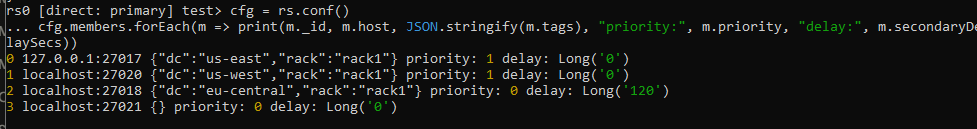 rs0 [direct: primary] test> cfg = rs.conf()
... cfg.members.forEach(m => print(m._id, m.host, JSON.stringify(m.tags), "priority:", m.priority, "delay:", m.secondaryDe
laySecs))
0 127.0.0.1:27017 {"dc":"us-east","rack":"rack1"} priority: 1 delay: Long('0')
1 localhost:27020 {"dc":"us-west","rack":"rack1"} priority: 1 delay: Long('0')
2 localhost:27018 {"dc":"eu-central","rack":"rack1"} priority: 0 delay: Long('120')
3 localhost:27021 {} priority: 0 delay: Long('0')